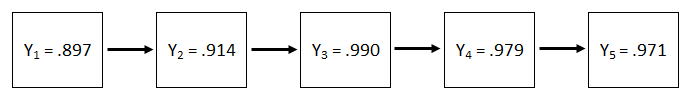 Y₁ = .897
Y₂ = .914
Y₃ = .990
Y₄ = .979
Y₅ = .971